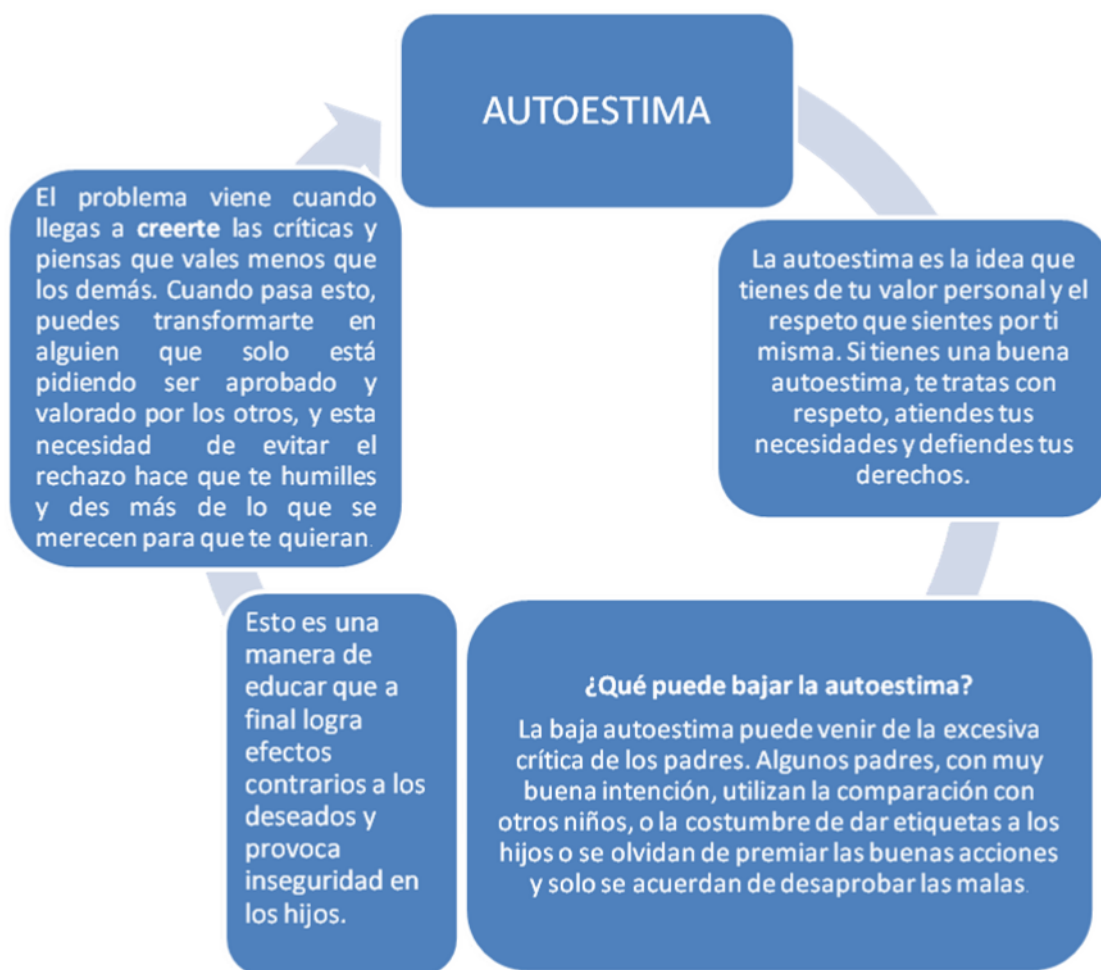 AUTOESTIMA
La autoestima es la idea que
tienes de tu valor personal y el
respeto que sientes por ti
misma. Si tienes una buena
autoestima, te tratas con
respeto, atiendes tus
necesidades y defiendes tus
derechos.
¿Qué puede bajar la autoestima?
La baja autoestima puede venir de la excesiva
crítica de los padres. Algunos padres, con muy
buena intención, utilizan la comparación con
otros niños, o la costumbre de dar etiquetas a los
hijos o se olvidan de premiar las buenas acciones
y solo se acuerdan de desaprobar las malas.
Esto es una
manera de
educar que a
final logra
efectos
contrarios a los
deseados y
provoca
inseguridad en
los hijos.
El problema viene cuando
llegas a creerte las críticas y
piensas que vales menos que
los demás. Cuando pasa esto,
puedes transformarte en
alguien que solo está
pidiendo ser aprobado y
valorado por los otros, y esta
necesidad de evitar el
rechazo hace que te humilles
y des más de lo que se
merecen para que te quieran.